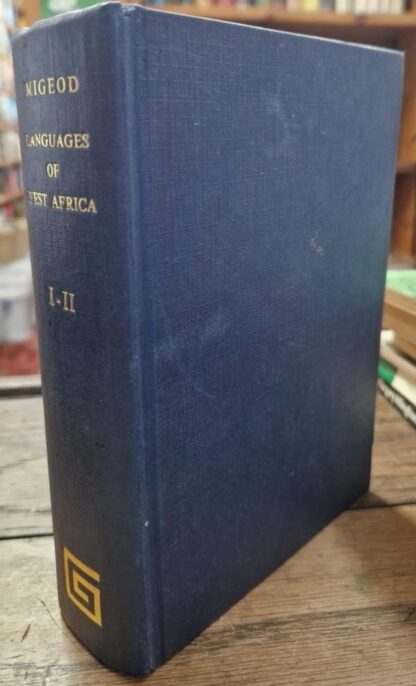 MIGEOD
LANGUAGES
OF
WEST AFRICA
I-II